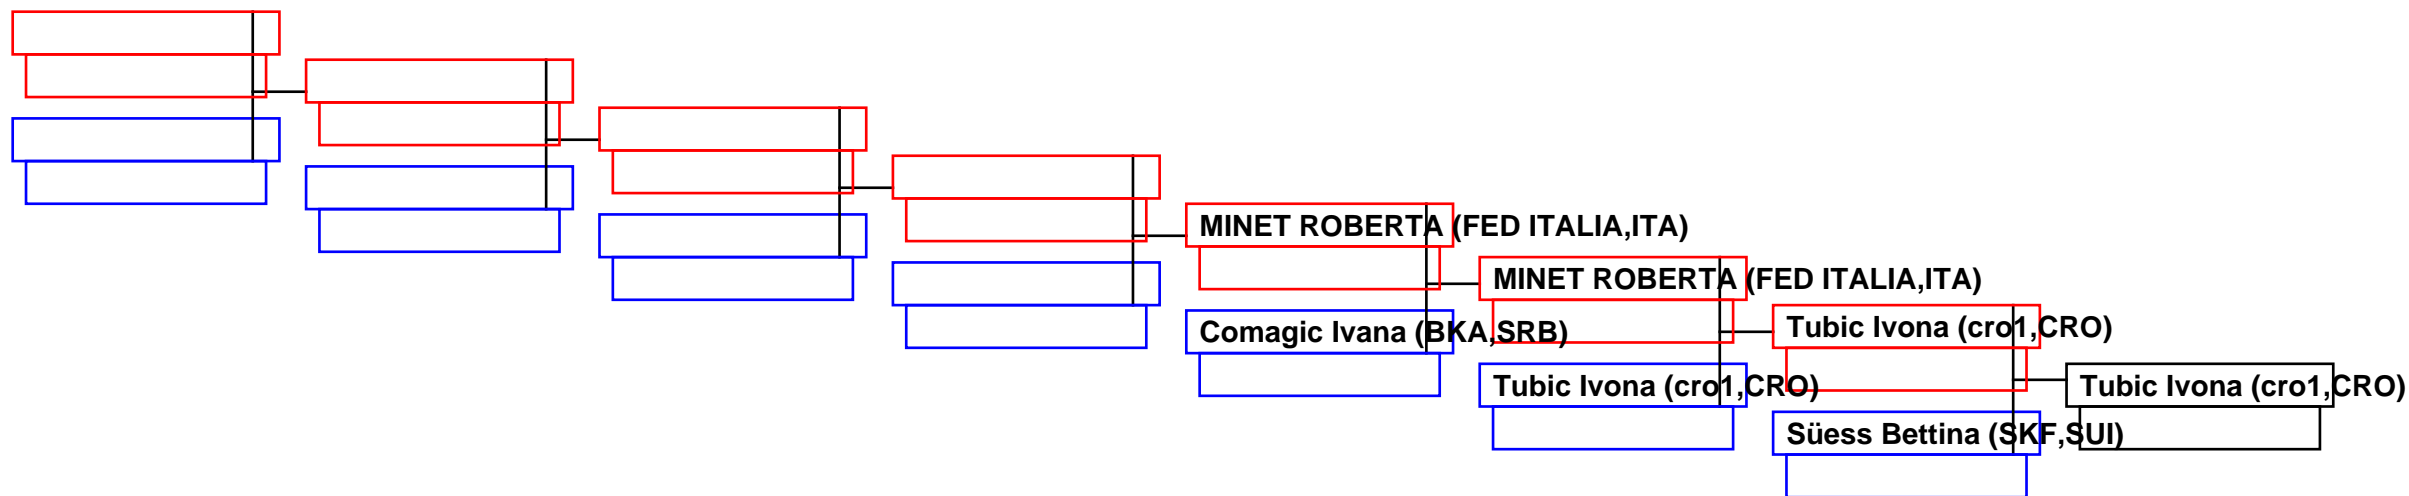 MINET ROBERTA (FED ITALIA,ITA)
Comagic Ivana (BKA,SRB)
MINET ROBERTA (FED ITALIA,ITA)
Tubic Ivona (cro1,CRO)
Tubic Ivona (cro1,CRO)
Süess Bettina (SKF,SUI)
Tubic Ivona (cro1,CRO)